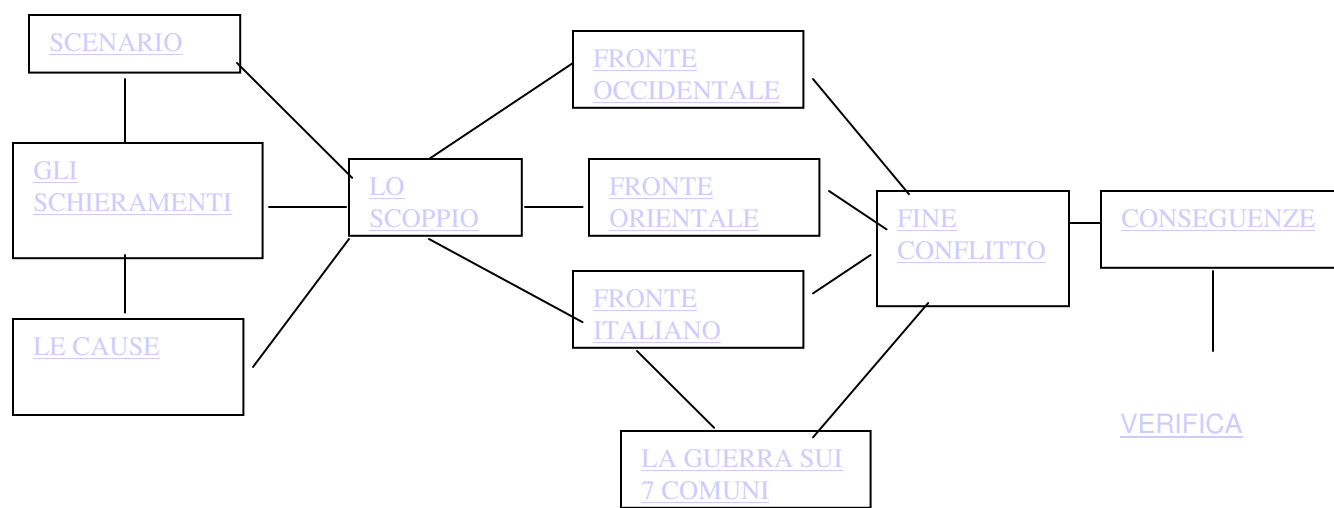 SCENARIO
GLI
SCHIERAMENTI
LE CAUSE
LO
SCOPPIO
FRONTE
OCCIDENTALE
FRONTE
ORIENTALE
FRONTE
ITALIANO
LA GUERRA SUI
7 COMUNI
FINE
CONFLITTO
CONSEGUENZE
VERIFICA